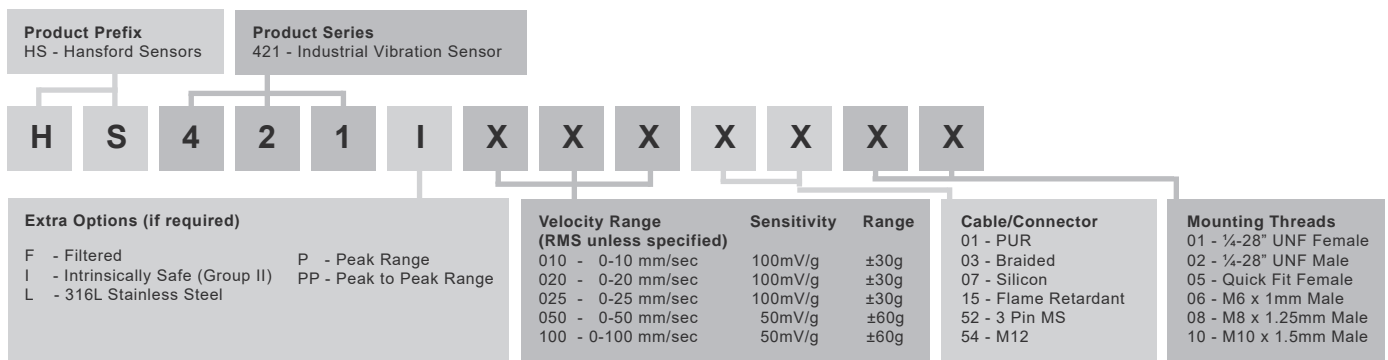 Product Prefix
HS - Hansford Sensors
Product Series
421 - Industrial Vibration Sensor
H S 4 2 1 I X X X X X X X
Extra Options (if required)
F - Filtered
I - Intrinsically Safe (Group II)
L - 316L Stainless Steel
P - Peak Range
PP - Peak to Peak Range
Velocity Range Sensitivity Range
(RMS unless specified)
010 - 0-10 mm/sec 100mV/g ±30g
020 - 0-20 mm/sec 100mV/g ±30g
025 - 0-25 mm/sec 100mV/g ±30g
050 - 0-50 mm/sec 50mV/g ±60g
100 - 0-100 mm/sec 50mV/g ±60g
Cable/Connector
01 - PUR
03 - Braided
07 - Silicon
15 - Flame Retardant
52 - 3 Pin MS
54 - M12
Mounting Threads
01 - ¼-28” UNF Female
02 - ¼-28” UNF Male
05 - Quick Fit Female
06 - M6 x 1mm Male
08 - M8 x 1.25mm Male
10 - M10 x 1.5mm Male